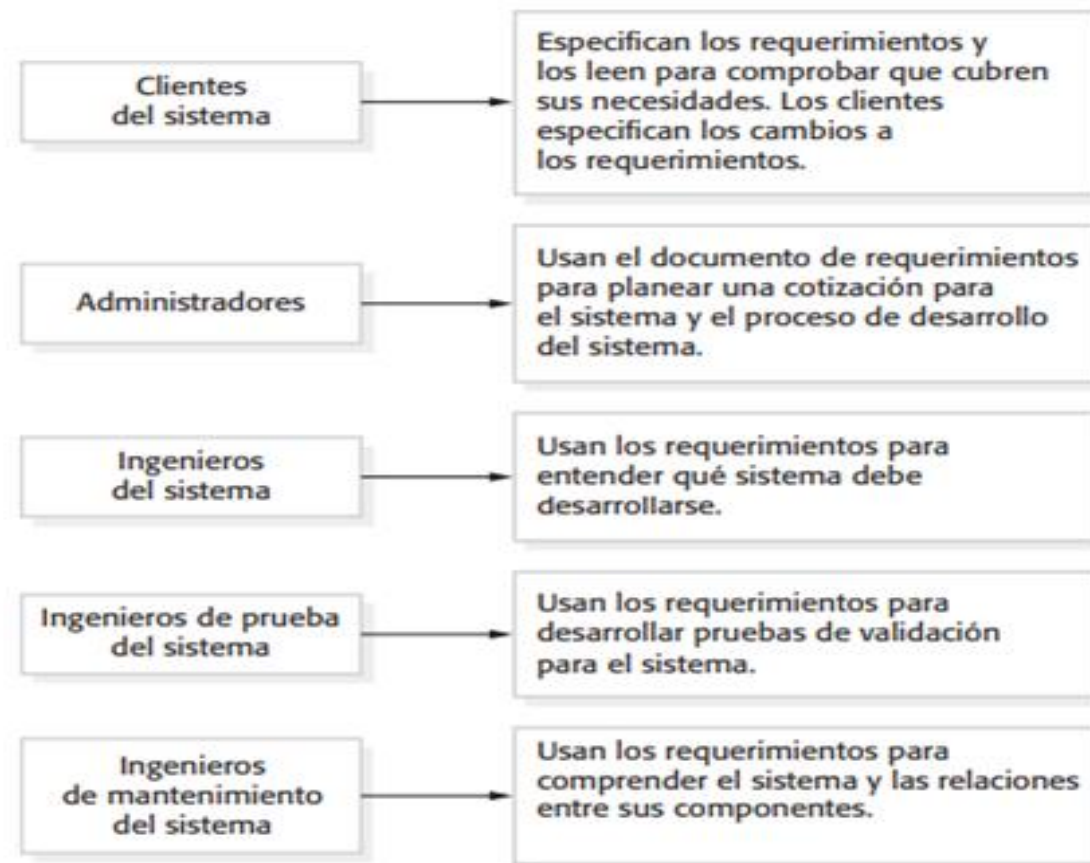 Clientes
del sistema
Especifican los requerimientos y
los leen para comprobar que cubren
sus necesidades. Los clientes
especifican los cambios a
los requerimientos.
Administradores
Usan el documento de requerimientos
para planear una cotización para
el sistema y el proceso de desarrollo
del sistema.
Ingenieros
del sistema
Usan los requerimientos para
entender qué sistema debe
desarrollarse.
Ingenieros de prueba
del sistema
Usan los requerimientos para
desarrollar pruebas de validación
para el sistema.
Ingenieros
de mantenimiento
del sistema
Usan los requerimientos para
comprender el sistema y las relaciones
entre sus componentes.